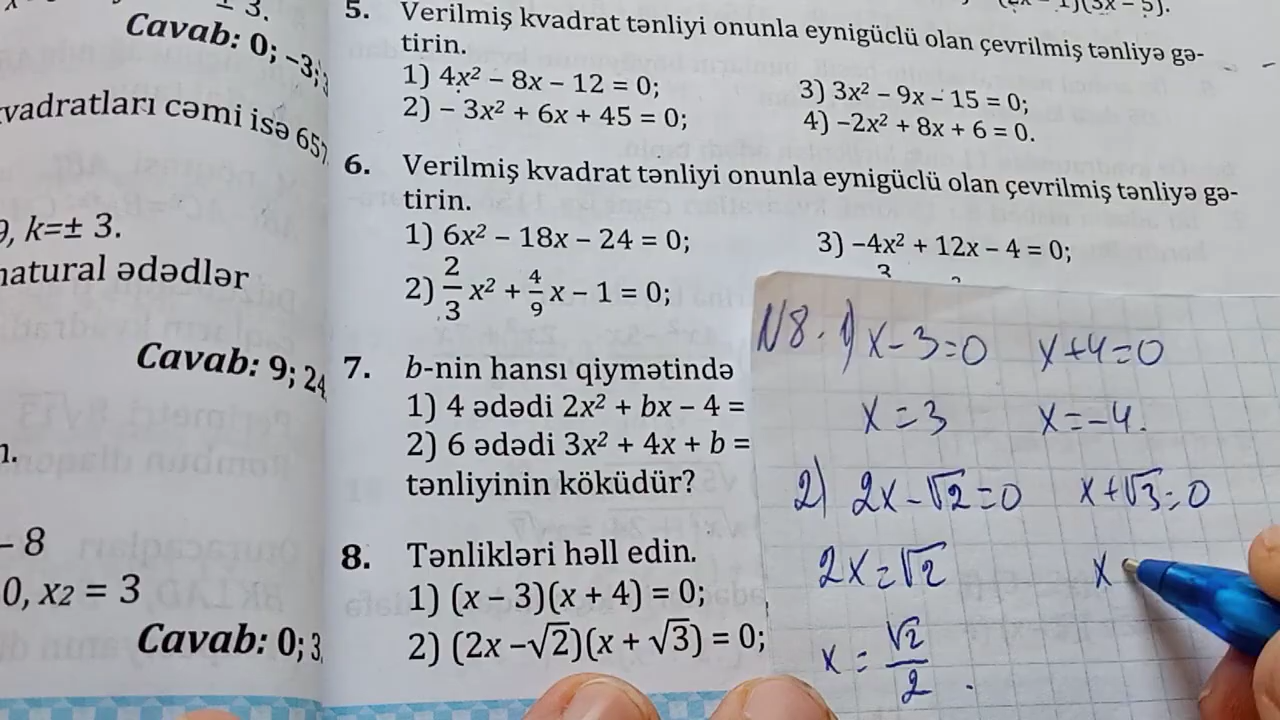 ± 3.
Cavab: 0; –3;
vadratları cəmi isə 65
k=± 3.
natural ədədlər
Cavab: 9; 24
– 8
0, x2 = 3
Cavab: 0; 3
5. Verilmiş kvadrat tənliyi onunla eynigüclü olan çevrilmiş tənliyə gə-
tirin.
1) 4x² – 8x – 12 = 0;
2) – 3x² + 6x + 45 = 0;
3) 3x² – 9x – 15 = 0;
4) –2x² + 8x + 6 = 0.
6. Verilmiş kvadrat tənliyi onunla eynigüclü olan çevrilmiş tənliyə gə-
tirin.
1) 6x² – 18x – 24 = 0;
2) 2/3 x² + 4/9 x – 1 = 0;
3) –4x² + 12x – 4 = 0;
7. b-nin hansı qiymətində
1) 4 ədədi 2x² + bx – 4 =
2) 6 ədədi 3x² + 4x + b =
tənliyinin köküdür?
8. Tənlikləri həll edin.
1) (x – 3)(x + 4) = 0;
2) (2x –√2)(x + √3) = 0;
N8. 1) x – 3 = 0 x + 4 = 0
x = 3 x = –4.
2) 2x – √2 = 0 x + √3 = 0
2x = √2 x
x = √2/2.